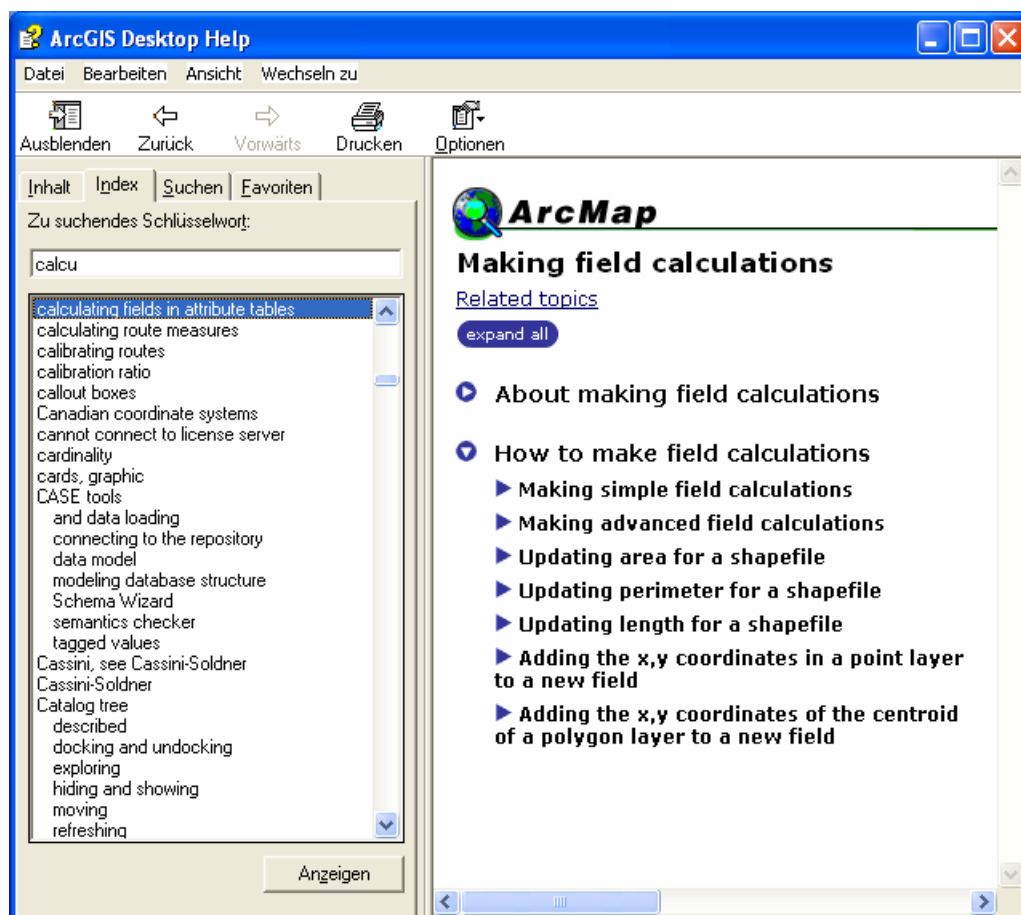 ArcGIS Desktop Help
Datei Bearbeiten Ansicht Wechseln zu
Ausblenden Zurück Vorwärts Drucken Optionen
Inhalt Index Suchen Favoriten
Zu suchendes Schlüsselwort:
calcu
calculating fields in attribute tables
calculating route measures
calibrating routes
calibration ratio
callout boxes
Canadian coordinate systems
cannot connect to license server
cardinality
cards, graphic
CASE tools
and data loading
connecting to the repository
data model
modeling database structure
Schema Wizard
semantics checker
tagged values
Cassini, see Cassini-Soldner
Cassini-Soldner
Catalog tree
described
docking and undocking
exploring
hiding and showing
moving
refreshing
Anzeigen
ArcMap
Making field calculations
Related topics
expand all
About making field calculations
How to make field calculations
Making simple field calculations
Making advanced field calculations
Updating area for a shapefile
Updating perimeter for a shapefile
Updating length for a shapefile
Adding the x,y coordinates in a point layer
to a new field
Adding the x,y coordinates of the centroid
of a polygon layer to a new field